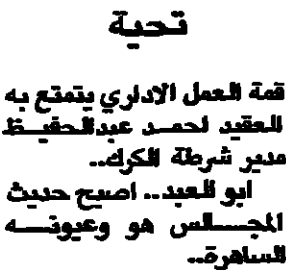 تحية
قمة العمل الاداري يتمتع به
العقيد احمد عبدالحفيظ
مدير شرطة الكرك..
ابو العبد.. اصبح حديث
المجالس هو وعيونه
الساهرة..